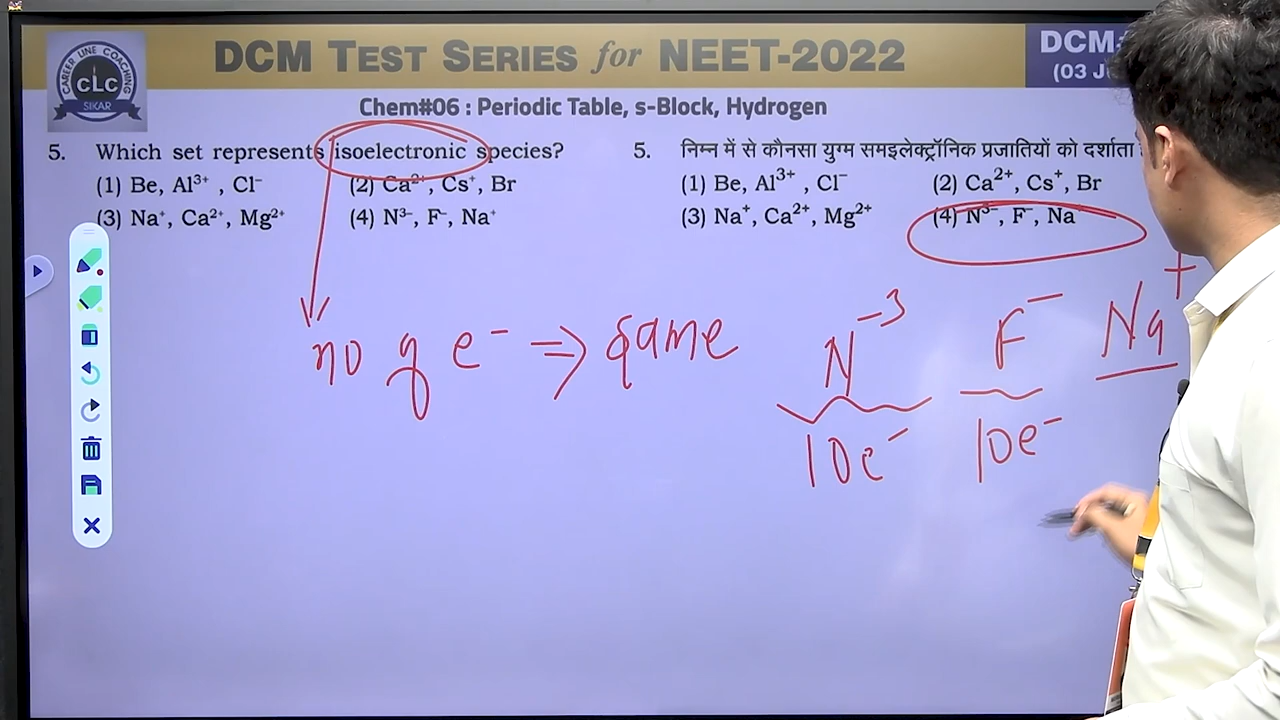 CAREER LINE COACHING
CLC
SIKAR
DCM TEST SERIES for NEET-2022
DCM
(03 J
Chem#06 : Periodic Table, s-Block, Hydrogen
5. Which set represents isoelectronic species?
(1) Be, Al³⁺ , Cl⁻ (2) Ca²⁺, Cs⁺, Br
(3) Na⁺, Ca²⁺, Mg²⁺ (4) N³⁻, F⁻, Na⁺
5. निम्न में से कौनसा युग्म समइलेक्ट्रॉनिक प्रजातियों को दर्शाता
(1) Be, Al³⁺ , Cl⁻ (2) Ca²⁺, Cs⁺, Br
(3) Na⁺, Ca²⁺, Mg²⁺ (4) N³⁻, F⁻, Na
no of e⁻ ⇒ same
N⁻³ F⁻ Na⁺
10e⁻ 10e⁻